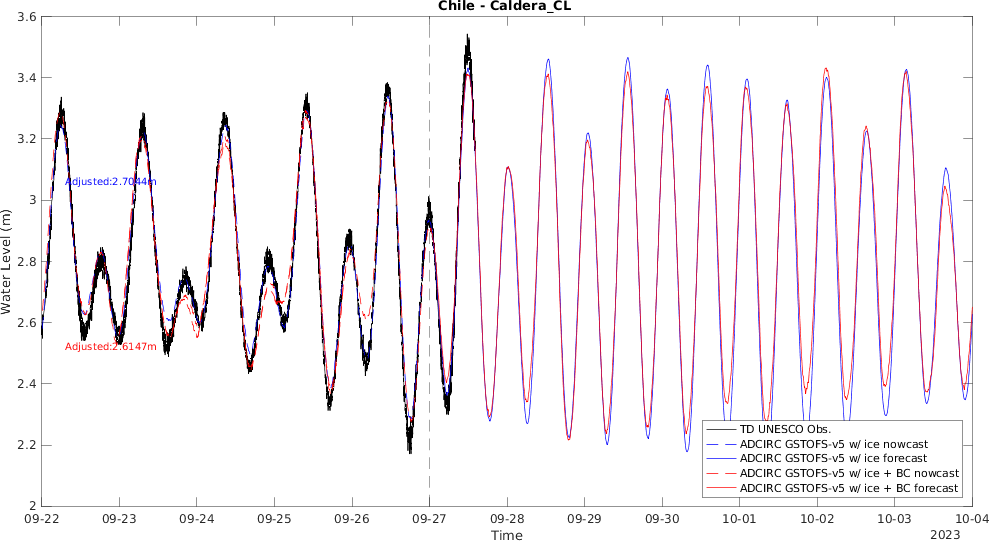 Chile - Caldera_CL
3.6
3.4
3.2
3
2.8
2.6
2.4
2.2
2
Water Level (m)
Adjusted:2.7044m
Adjusted:2.6147m
TD UNESCO Obs.
ADCIRC GSTOFS-v5 w/ ice nowcast
ADCIRC GSTOFS-v5 w/ ice forecast
ADCIRC GSTOFS-v5 w/ ice + BC nowcast
ADCIRC GSTOFS-v5 w/ ice + BC forecast
09-22 09-23 09-24 09-25 09-26 09-27 09-28 09-29 09-30 10-01 10-02 10-03 10-04
Time
2023